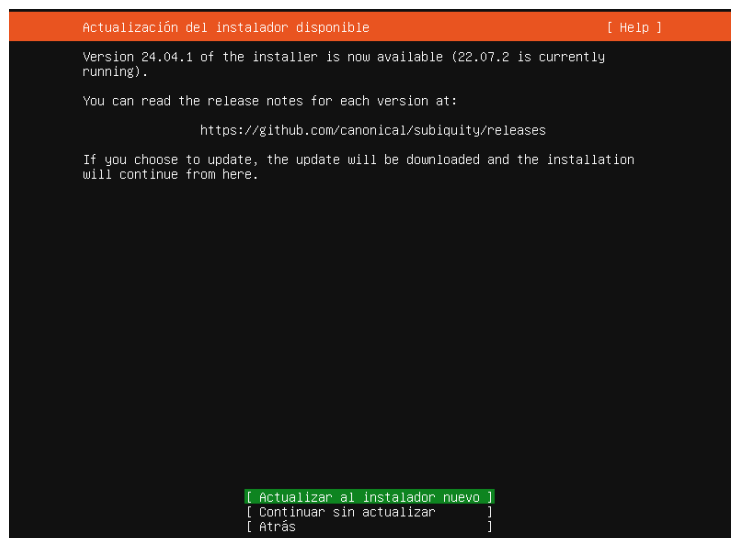 Actualización del instalador disponible [ Help ]
Version 24.04.1 of the installer is now available (22.07.2 is currently
running).
You can read the release notes for each version at:
https://github.com/canonical/subiquity/releases
If you choose to update, the update will be downloaded and the installation
will continue from here.
[ Actualizar al instalador nuevo ]
[ Continuar sin actualizar ]
[ Atrás ]